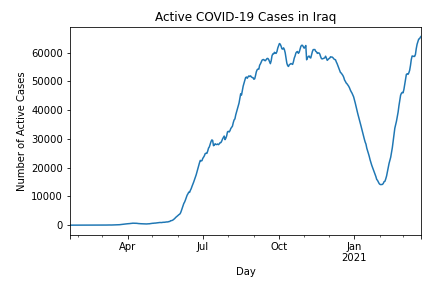 Active COVID-19 Cases in Iraq
Number of Active Cases
60000
50000
40000
30000
20000
10000
0
Apr Jul Oct Jan
2021
Day